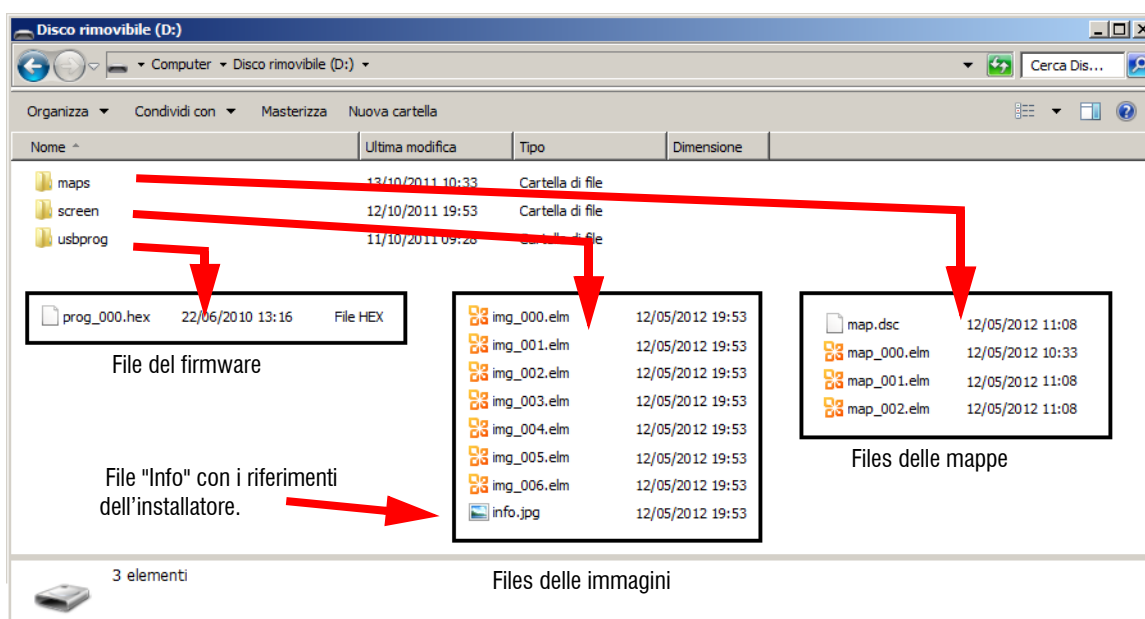 Disco rimovibile (D:)
Computer Disco rimovibile (D:)
Cerca Dis...
Organizza Condividi con Masterizza Nuova cartella
Nome Ultima modifica Tipo Dimensione
maps 13/10/2011 10:33 Cartella di file
screen 12/10/2011 19:53 Cartella di file
usbprog 11/10/2011 09:28 Cartella di file
prog_000.hex 22/06/2010 13:16 File HEX
File del firmware
img_000.elm 12/05/2012 19:53
img_001.elm 12/05/2012 19:53
img_002.elm 12/05/2012 19:53
img_003.elm 12/05/2012 19:53
img_004.elm 12/05/2012 19:53
img_005.elm 12/05/2012 19:53
img_006.elm 12/05/2012 19:53
info.jpg 12/05/2012 19:53
map.dsc 12/05/2012 11:08
map_000.elm 12/05/2012 10:33
map_001.elm 12/05/2012 11:08
map_002.elm 12/05/2012 11:08
Files delle mappe
File "Info" con i riferimenti
dell'installatore.
3 elementi
Files delle immagini